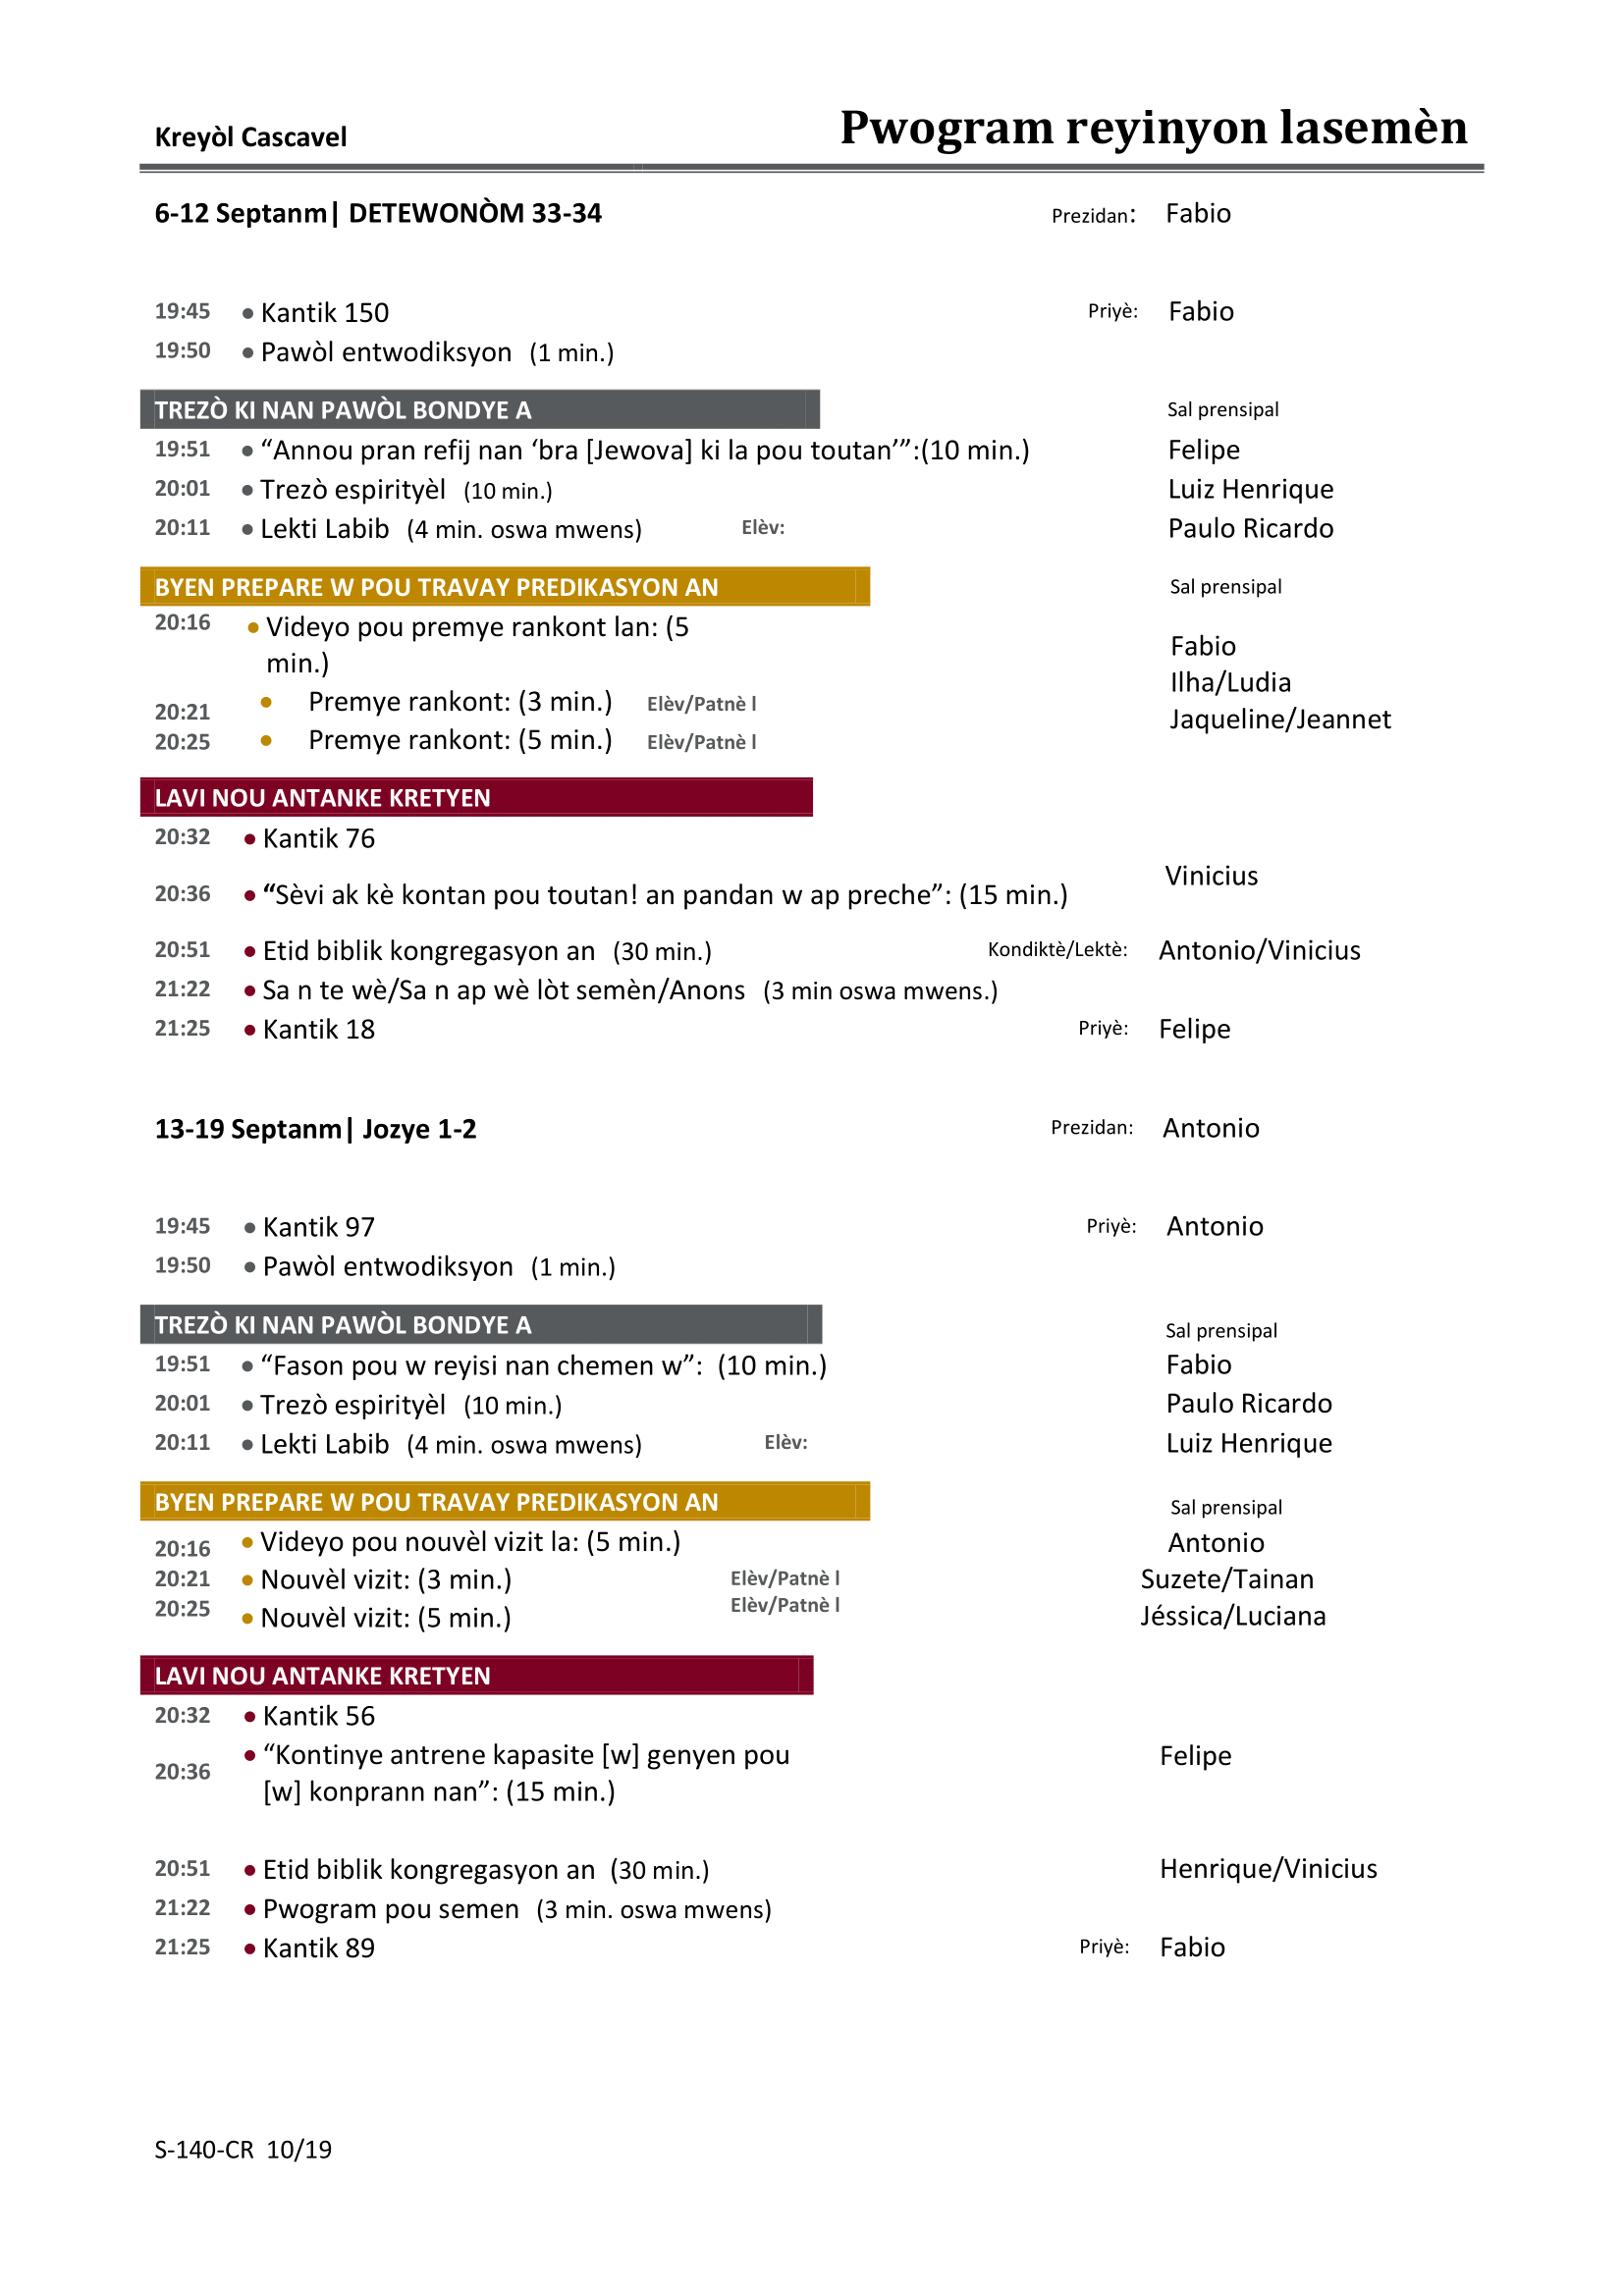 Kreyòl Cascavel Pwogram reyinyon lasemèn
6-12 Septanm| DETEWONÒM 33-34 Prezidan: Fabio
19:45 • Kantik 150 Priyè: Fabio
19:50 • Pawòl entwodiksyon (1 min.)
TREZÒ KI NAN PAWÒL BONDYE A Sal prensipal
19:51 • “Annou pran refij nan ‘bra [Jewova] ki la pou toutan’”:(10 min.) Felipe
20:01 • Trezò espirityèl (10 min.) Luiz Henrique
20:11 • Lekti Labib (4 min. oswa mwens) Elèv: Paulo Ricardo
BYEN PREPARE W POU TRAVAY PREDIKASYON AN Sal prensipal
20:16 • Videyo pou premye rankont lan: (5
min.) Fabio
20:21 • Premye rankont: (3 min.) Elèv/Patnè l Ilha/Ludia
20:25 • Premye rankont: (5 min.) Elèv/Patnè l Jaqueline/Jeannet
LAVI NOU ANTANKE KRETYEN
20:32 • Kantik 76
20:36 • “Sèvi ak kè kontan pou toutan! an pandan w ap preche”: (15 min.) Vinicius
20:51 • Etid biblik kongregasyon an (30 min.) Kondiktè/Lektè: Antonio/Vinicius
21:22 • Sa n te wè/Sa n ap wè lòt semèn/Anons (3 min oswa mwens.)
21:25 • Kantik 18 Priyè: Felipe
13-19 Septanm| Jozye 1-2 Prezidan: Antonio
19:45 • Kantik 97 Priyè: Antonio
19:50 • Pawòl entwodiksyon (1 min.)
TREZÒ KI NAN PAWÒL BONDYE A Sal prensipal
19:51 • “Fason pou w reyisi nan chemen w”: (10 min.) Fabio
20:01 • Trezò espirityèl (10 min.) Paulo Ricardo
20:11 • Lekti Labib (4 min. oswa mwens) Elèv: Luiz Henrique
BYEN PREPARE W POU TRAVAY PREDIKASYON AN Sal prensipal
20:16 • Videyo pou nouvèl vizit la: (5 min.) Antonio
20:21 • Nouvèl vizit: (3 min.) Elèv/Patnè l Suzete/Tainan
20:25 • Nouvèl vizit: (5 min.) Elèv/Patnè l Jéssica/Luciana
LAVI NOU ANTANKE KRETYEN
20:32 • Kantik 56
20:36 • “Kontinye antrene kapasite [w] genyen pou Felipe
[w] konprann nan”: (15 min.)
20:51 • Etid biblik kongregasyon an (30 min.) Henrique/Vinicius
21:22 • Pwogram pou semen (3 min. oswa mwens)
21:25 • Kantik 89 Priyè: Fabio
S-140-CR 10/19